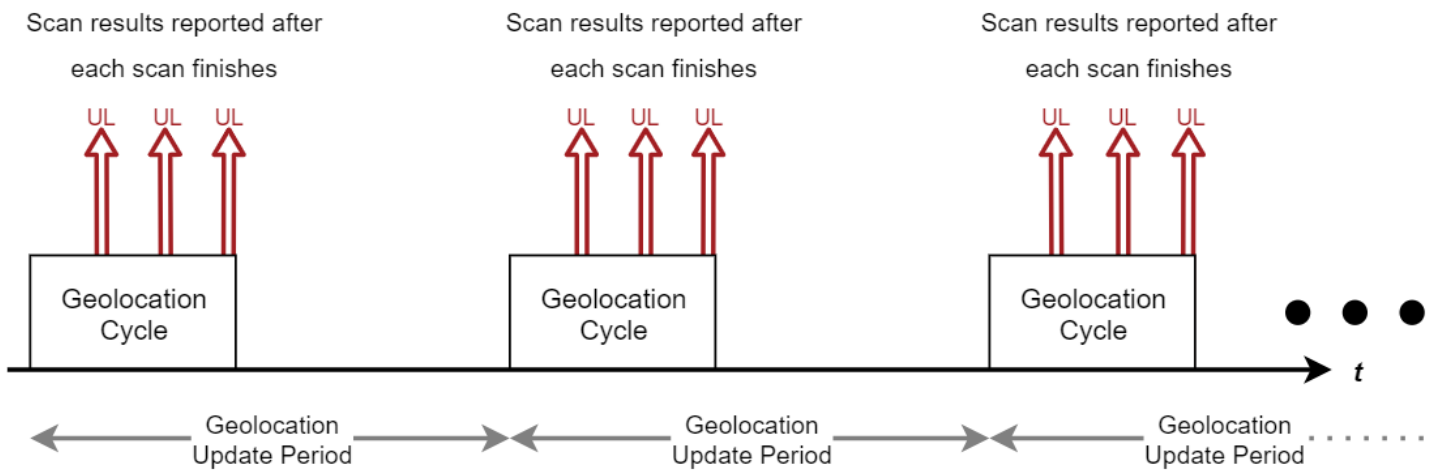 Scan results reported after
each scan finishes
Scan results reported after
each scan finishes
Scan results reported after
each scan finishes
UL UL UL
UL UL UL
UL UL UL
Geolocation
Cycle
Geolocation
Cycle
Geolocation
Cycle
t
Geolocation
Update Period
Geolocation
Update Period
Geolocation
Update Period